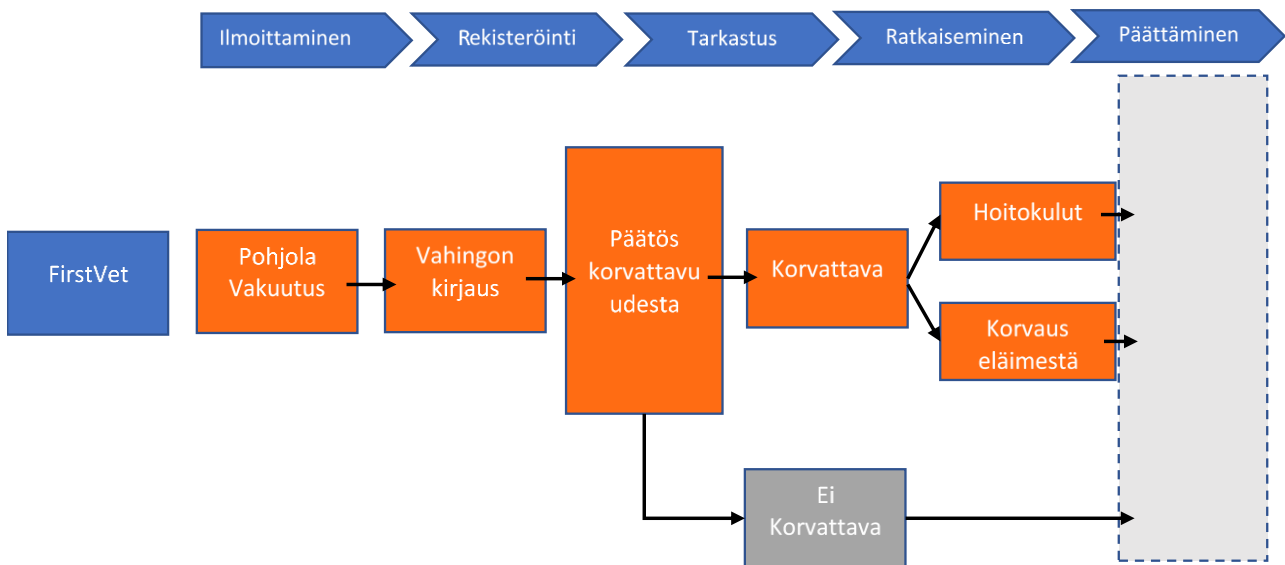 Ilmoittaminen
Rekisteröinti
Tarkastus
Ratkaiseminen
Päättäminen
FirstVet
Pohjola
Vakuutus
Vahingon
kirjaus
Päätös
korvattavu
udesta
Korvattava
Hoitokulut
Korvaus
eläimestä
Ei
Korvattava